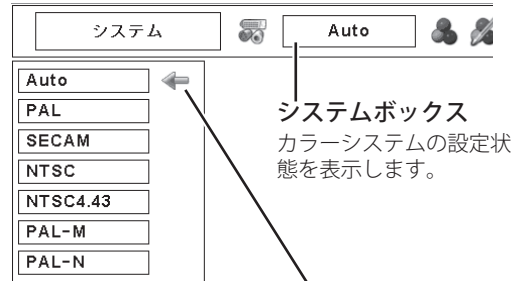 システム
Auto
Auto
PAL
SECAM
NTSC
NTSC4.43
PAL-M
PAL-N
システムボックス
カラーシステムの設定状
態を表示します。